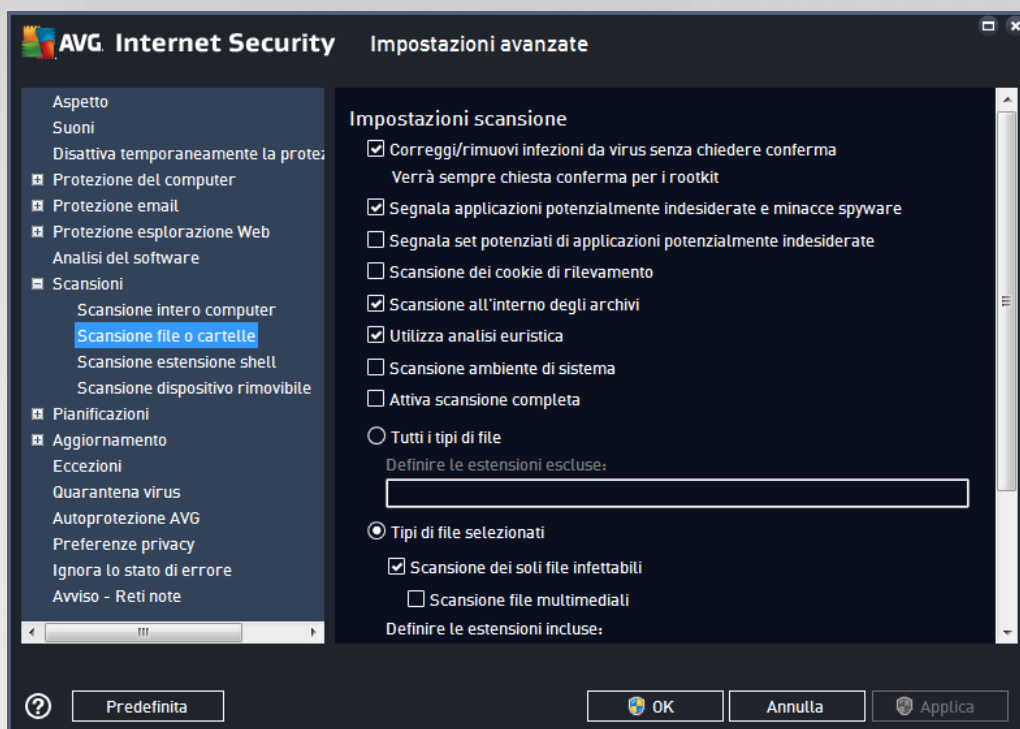 AVG. Internet Security
Impostazioni avanzate
Aspetto
Suoni
Disattiva temporaneamente la
Protezione del computer
Protezione email
Protezione esplorazione Web
Analisi del software
Scansioni
Scansione intero computer
Scansione file o cartelle
Scansione estensione shell
Scansione dispositivo rimovibile
Pianificazioni
Aggiornamento
Eccezioni
Quarantena virus
Autoprotezione AVG
Preferenze privacy
Ignora lo stato di errore
Avviso - Reti note
Impostazioni scansione
Correggi/rimuovi infezioni da virus senza chiedere conferma
Verrà sempre chiesta conferma per i rootkit
Segnala applicazioni potenzialmente indesiderate e minacce spyware
Segnala set potenziati di applicazioni potenzialmente indesiderate
Scansione dei cookie di rilevamento
Scansione all'interno degli archivi
Utilizza analisi euristica
Scansione ambiente di sistema
Attiva scansione completa
Tutti i tipi di file
Definire le estensioni escluse:
Tipi di file selezionati
Scansione dei soli file infettabili
Scansione file multimediali
Definire le estensioni incluse:
Predefinita
OK
Annulla
Applica